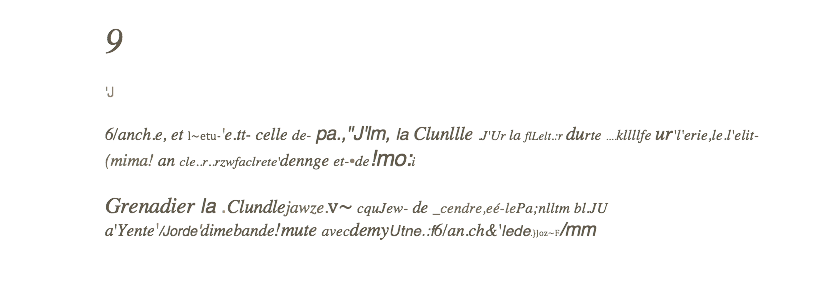 9
'J
6/anch.e, et l~etu-'e.tt- celle de- pa.,"J'lm, la Clunllle .J'Ur la flLelt.:r durte ....kllllfe ur'l'erie,le.l'elit-
(mima! an cle..r..rzwfaclrete'dennge et-•de !mo:i
Grenadier la .Clundlejawze.v~ cquJew- de _cendre,eé-lePa;nlltm bl.JU
a'Yente'/Jorde'dimebande!mute avecdemyUtne.:f6/an.ch&'lede.}]oz~F/mm